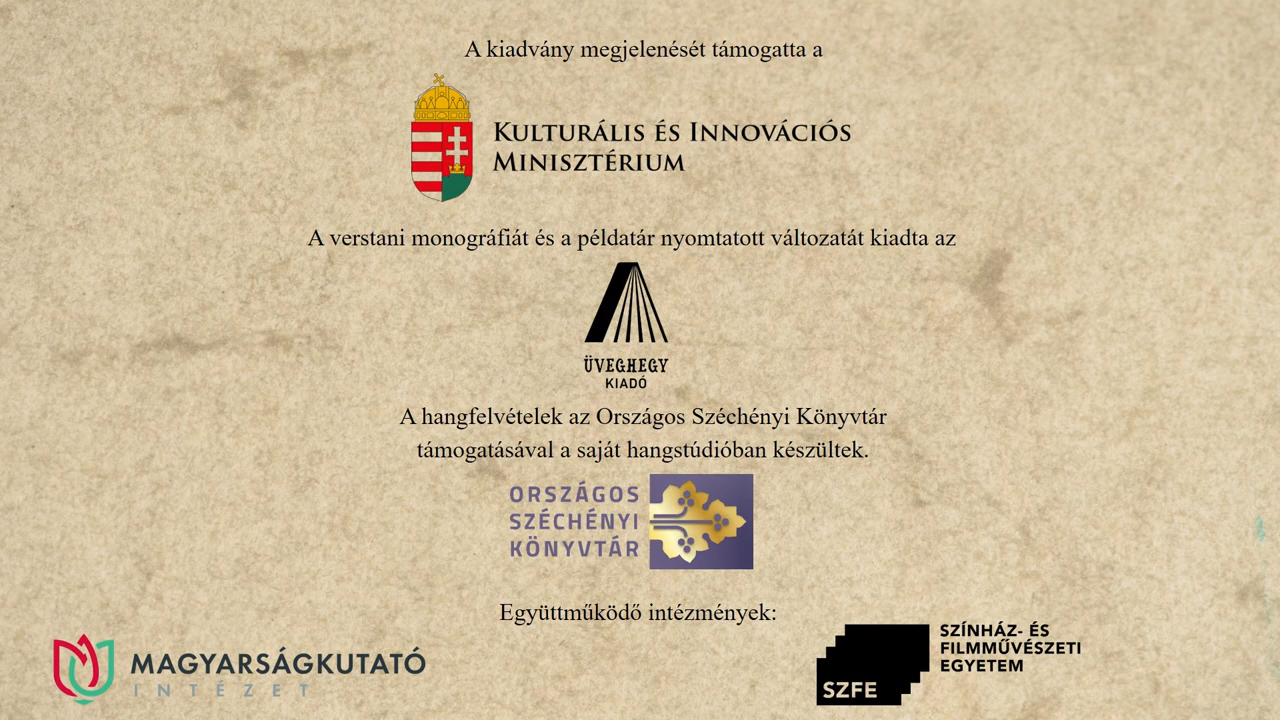 A kiadvány megjelenését támogatta a
Kulturális és Innovációs
Minisztérium
A verstani monográfiát és a példatár nyomtatott változatát kiadta az
ÜVEGHEGY
KIADÓ
A hangfelvételek az Országos Széchényi Könyvtár
támogatásával a saját hangstúdióban készültek.
ORSZÁGOS
SZÉCHÉNYI
KÖNYVTÁR
Együttműködő intézmények:
MAGYARSÁGKUTATÓ
INTÉZET
SZFE
SZÍNHÁZ- ÉS
FILMMŰVÉSZETI
EGYETEM